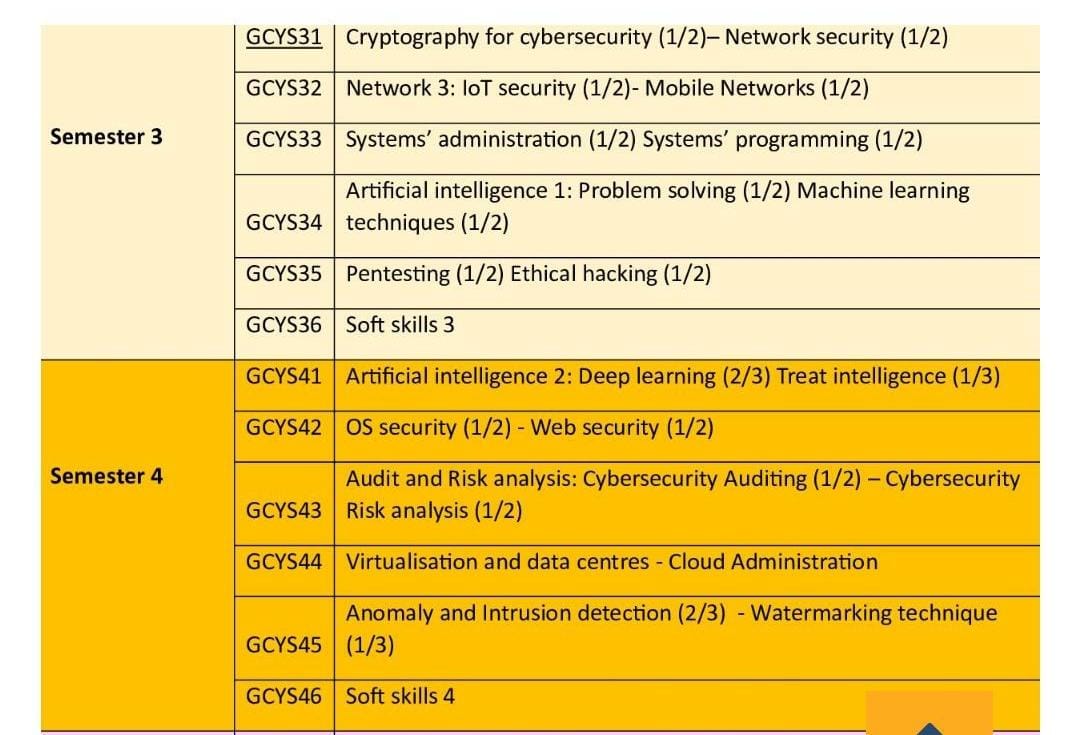 GCYS31 Cryptography for cybersecurity (1/2)– Network security (1/2)
GCYS32 Network 3: IoT security (1/2)- Mobile Networks (1/2)
Semester 3
GCYS33 Systems’ administration (1/2) Systems’ programming (1/2)
Artificial intelligence 1: Problem solving (1/2) Machine learning
GCYS34 techniques (1/2)
GCYS35 Pentesting (1/2) Ethical hacking (1/2)
GCYS36 Soft skills 3
GCYS41 Artificial intelligence 2: Deep learning (2/3) Treat intelligence (1/3)
GCYS42 OS security (1/2) - Web security (1/2)
Semester 4
Audit and Risk analysis: Cybersecurity Auditing (1/2) – Cybersecurity
GCYS43 Risk analysis (1/2)
GCYS44 Virtualisation and data centres - Cloud Administration
Anomaly and Intrusion detection (2/3) - Watermarking technique
GCYS45 (1/3)
GCYS46 Soft skills 4